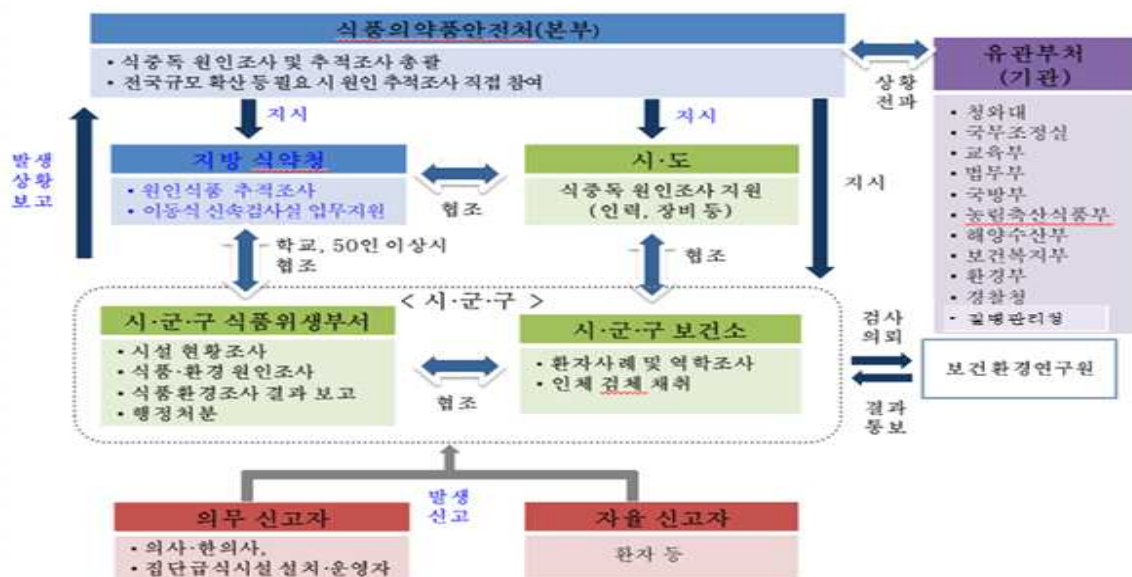 식품의약품안전처(본부)
• 식중독 원인조사 및 추적조사 총괄
• 전국규모 확산 등 필요 시 원인 추적조사 직접 참여
상황
전파
유관부처
(기관)
• 청와대
• 국무조정실
• 교육부
• 법무부
• 국방부
• 농림축산식품부
• 해양수산부
• 보건복지부
• 환경부
• 경찰청
• 질병관리청
발생
상황
보고
지시
지시
지시
지방 식약청
• 원인식품 추적조사
• 이동식 신속검사실 업무지원
협조
시·도
식중독 원인조사 지원
(인력, 장비 등)
학교, 50인 이상시
협조
협조
< 시·군·구 >
시·군·구 식품위생부서
• 시설 현황조사
• 식품·환경 원인조사
• 식품환경조사 결과 보고
• 행정처분
협조
시·군·구 보건소
• 환자사례 및 역학조사
• 인체 검체 채취
검사
의뢰
보건환경연구원
결과
통보
발생
신고
의무 신고자
• 의사·한의사,
• 집단급식시설 설치·운영자
자율 신고자
환자 등